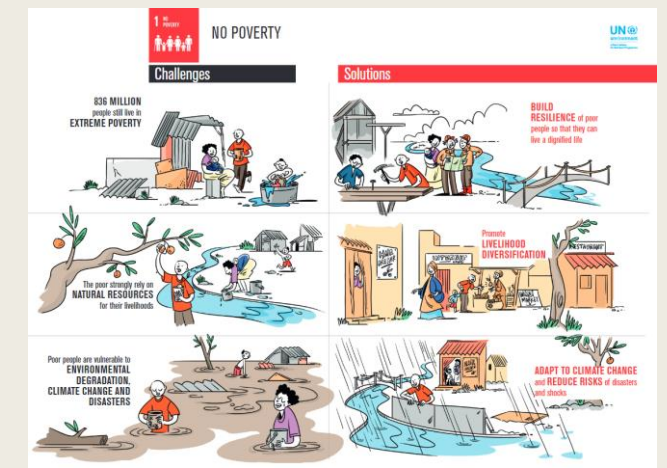 1 NO
POVERTY
NO POVERTY
UN
Challenges
Solutions
836 MILLION
people still live in
EXTREME POVERTY
BUILD
RESILIENCE of poor
people so that they can
live a dignified life
The poor strongly rely on
NATURAL RESOURCES
for their livelihoods
Promote
LIVELIHOOD
DIVERSIFICATION
RESTAURANT
Poor people are vulnerable to
ENVIRONMENTAL
DEGRADATION,
CLIMATE CHANGE AND
DISASTERS
ADAPT TO CLIMATE CHANGE
and REDUCE RISKS of disasters
and shocks